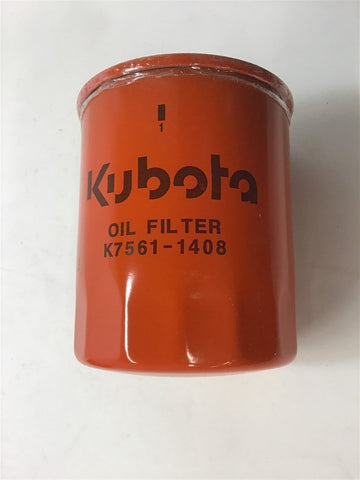 1
Kubota
OIL FILTER
K7561-1408